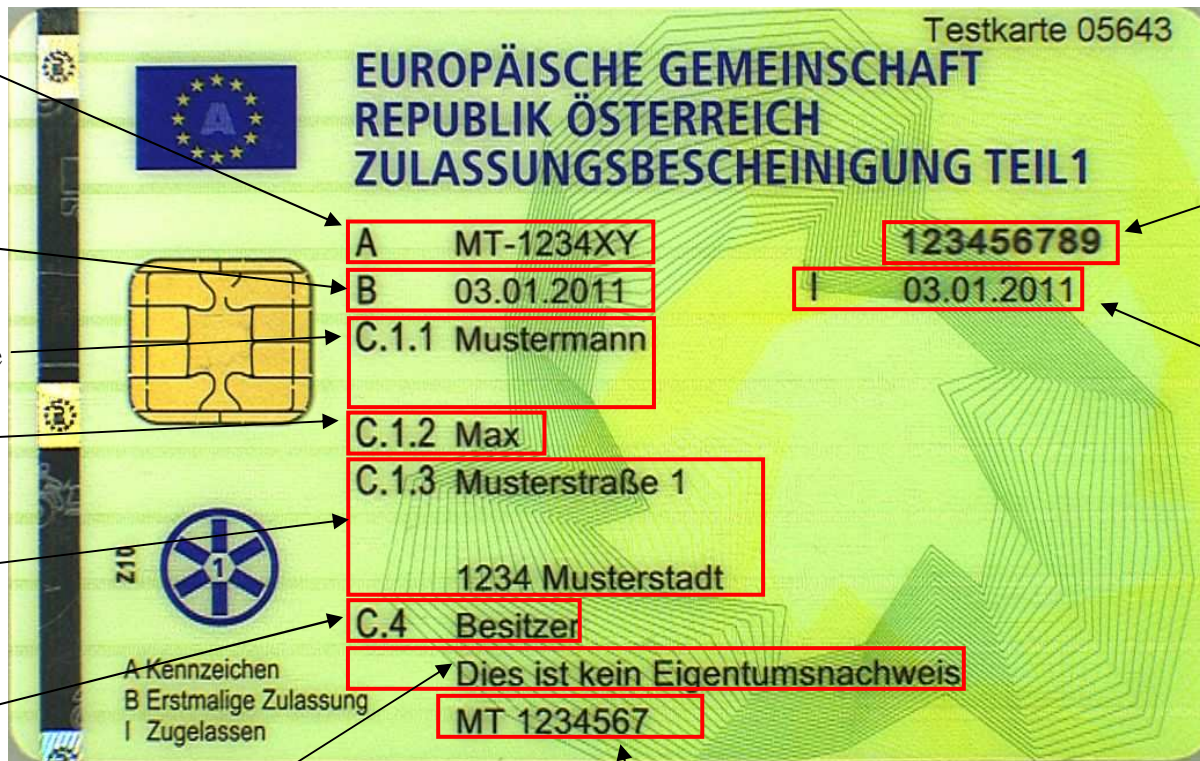 Testkarte 05643
EUROPÄISCHE GEMEINSCHAFT
REPUBLIK ÖSTERREICH
ZULASSUNGSBESCHEINIGUNG TEIL1
A MT-1234XY 123456789
B 03.01.2011 I 03.01.2011
C.1.1 Mustermann
C.1.2 Max
C.1.3 Musterstraße 1
1234 Musterstadt
C.4 Besitzer
Dies ist kein Eigentumsnachweis
MT 1234567
Z10
1
A Kennzeichen
B Erstmalige Zulassung
I Zugelassen
A
e